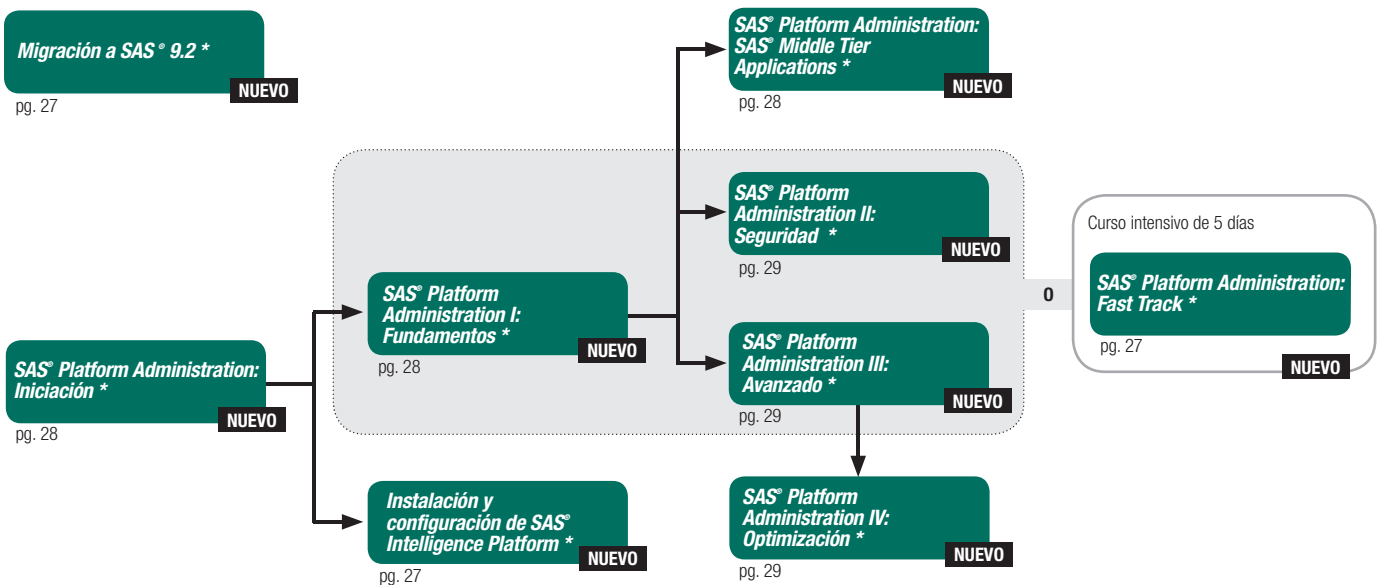 Migración a SAS® 9.2 *
NUEVO
pg. 27
SAS® Platform Administration:
SAS® Middle Tier
Applications *
NUEVO
pg. 28
SAS® Platform
Administration II:
Seguridad *
NUEVO
pg. 29
Curso intensivo de 5 días
SAS® Platform Administration:
Fast Track *
pg. 27
NUEVO
0
SAS® Platform
Administration I:
Fundamentos *
NUEVO
pg. 28
SAS® Platform
Administration III:
Avanzado *
NUEVO
pg. 29
SAS® Platform Administration:
Iniciación *
NUEVO
pg. 28
Instalación y
configuración de SAS®
Intelligence Platform *
NUEVO
pg. 27
SAS® Platform
Administration IV:
Optimización *
NUEVO
pg. 29